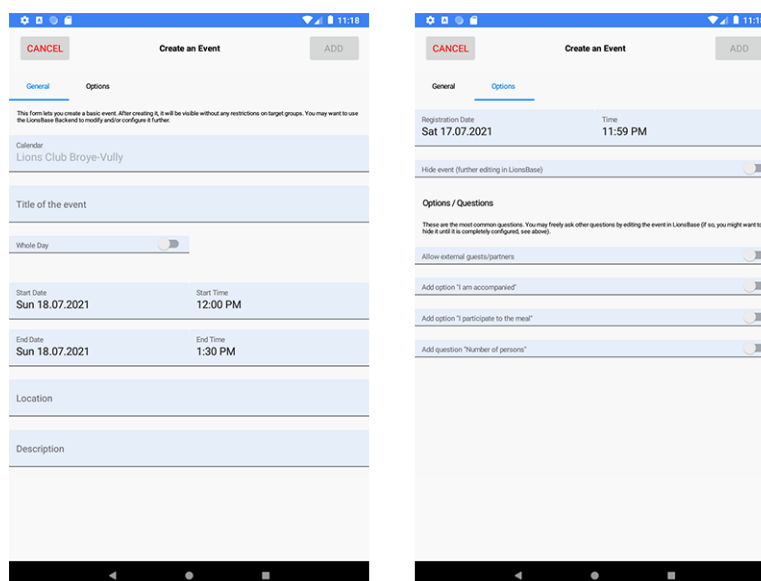 11:18
CANCEL
Create an Event
ADD
General
Options
This form lets you create a basic event. After creating it, it will be visible without any restrictions on target groups. You may want to use
the LionsBase Backend to modify and/or configure it further.
Calendar
Lions Club Broye-Vully
Title of the event
Whole Day
Start Date
Start Time
Sun 18.07.2021
12:00 PM
End Date
End Time
Sun 18.07.2021
1:30 PM
Location
Description
CANCEL
Create an Event
ADD
General
Options
Registration Date
Time
Sat 17.07.2021
11:59 PM
Hide event (further editing in LionsBase)
Options / Questions
These are the most common questions. You may freely ask other questions by editing the event in LionsBase (if so, you might want to
hide it until it is completely configured, see above).
Allow external guests/partners
Add option "I am accompanied"
Add option "I participate to the meal"
Add question "Number of persons"